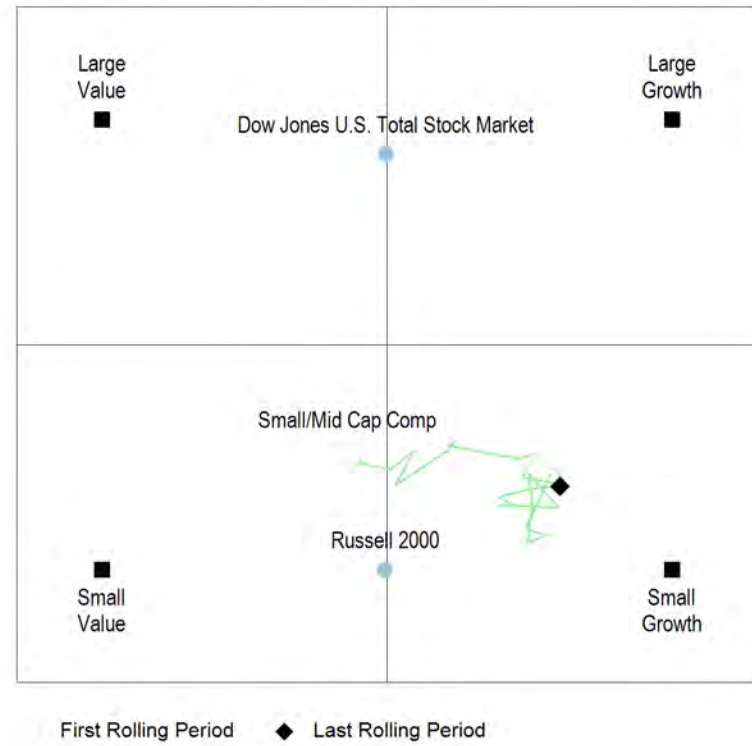 Large
Value
Large
Growth
Dow Jones U.S. Total Stock Market
Small/Mid Cap Comp
Russell 2000
Small
Value
Small
Growth
First Rolling Period
Last Rolling Period